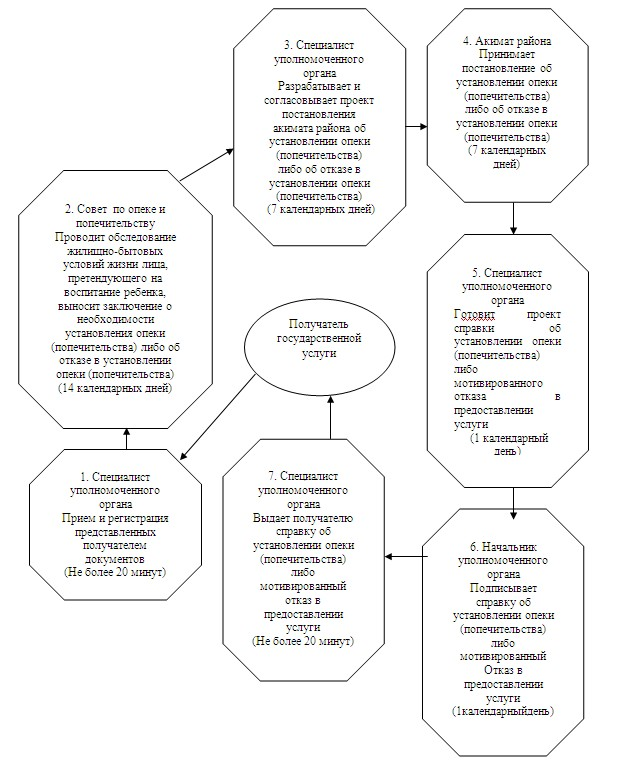 1. Специалист
уполномоченного
органа
Прием и регистрация
представленных
получателем
документов
(Не более 20 минут)
2. Совет по опеке и
попечительству
Проводит обследование
жилищно-бытовых
условий жизни лица,
претендующего на
воспитание ребенка,
выносит заключение о
необходимости
установления опеки
(попечительства) либо об
отказе в установлении
опеки (попечительства)
(14 календарных дней)
3. Специалист
уполномоченного
органа
Разрабатывает и
согласовывает проект
постановления
акимата района об
установлении опеки
(попечительства)
либо об отказе в
установлении опеки
(попечительства)
(7 календарных дней)
4. Акимат района
Принимает
постановление об
установлении опеки
(попечительства)
либо об отказе в
установлении опеки
(попечительства)
(7 календарных
дней)
5. Специалист
уполномоченного
органа
Готовит проект
справки об
установлении опеки
(попечительства)
либо
мотивированного
отказа в
предоставлении
услуги
(1 календарный
день)
6. Начальник
уполномоченного
органа
Подписывает
справку об
установлении опеки
(попечительства)
либо
мотивированный
Отказ в
предоставлении
услуги
(1календарныйдень)
7. Специалист
уполномоченного
органа
Выдает получателю
справку об
установлении опеки
(попечительства)
либо
мотивированный
отказ в
предоставлении
услуги
(Не более 20 минут)
Получатель
государственной
услуги